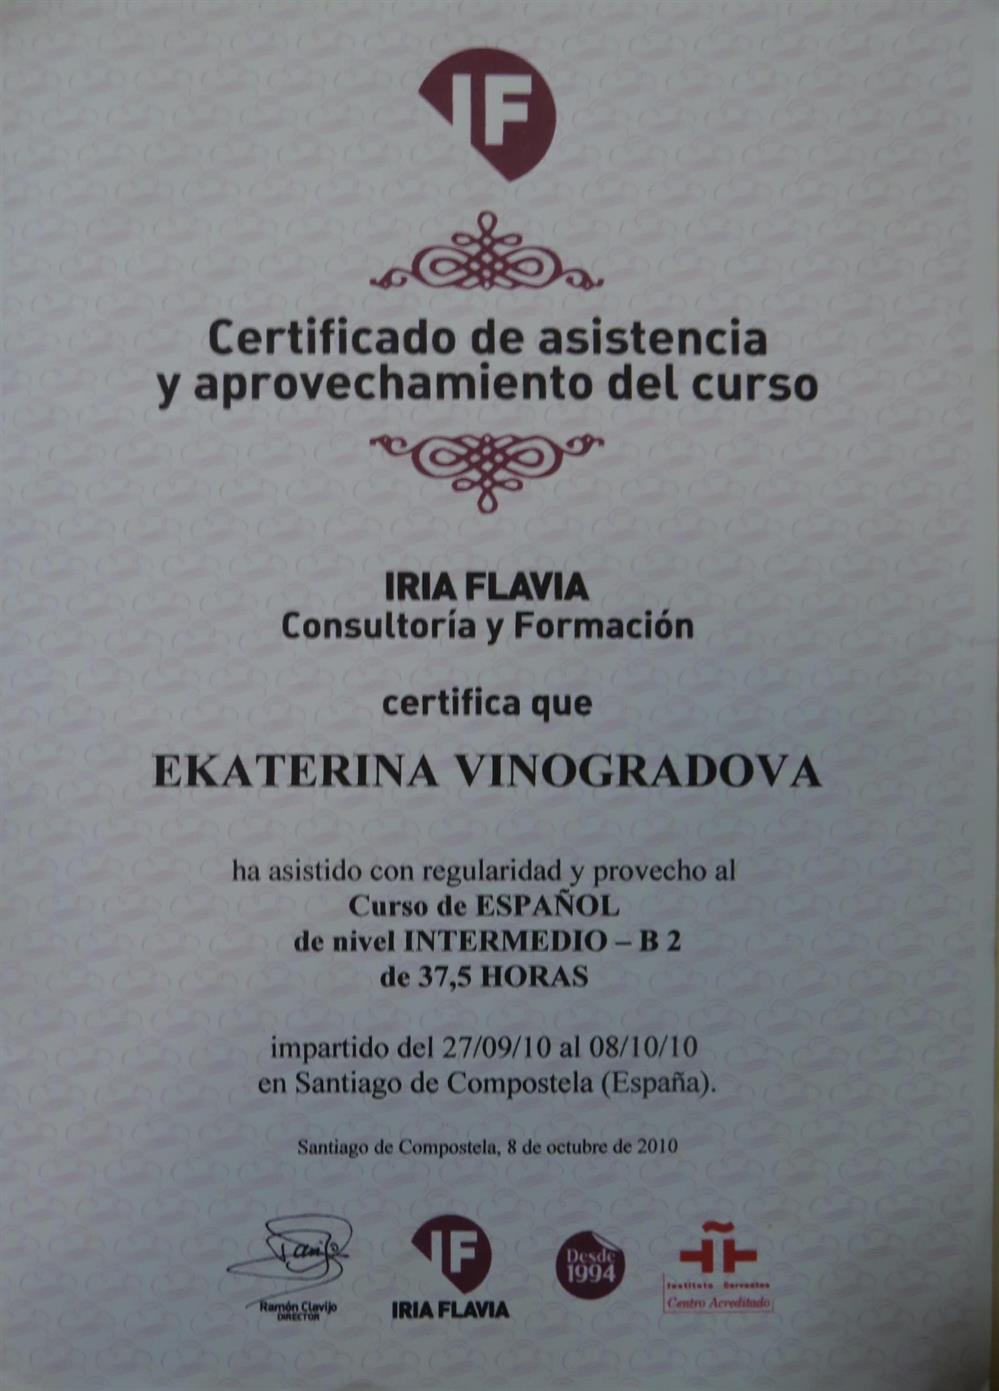 IF
Certificado de asistencia
y aprovechamiento del curso
IRIA FLAVIA
Consultoría y Formación
certifica que
EKATERINA VINOGRADOVA
ha asistido con regularidad y provecho al
Curso de ESPAÑOL
de nivel INTERMEDIO – B 2
de 37,5 HORAS
impartido del 27/09/10 al 08/10/10
en Santiago de Compostela (España).
Santiago de Compostela, 8 de octubre de 2010
Ramón Clavijo
DIRECTOR
IF
IRIA FLAVIA
Desde
1994
Instituto Cervantes
Centro Acreditado